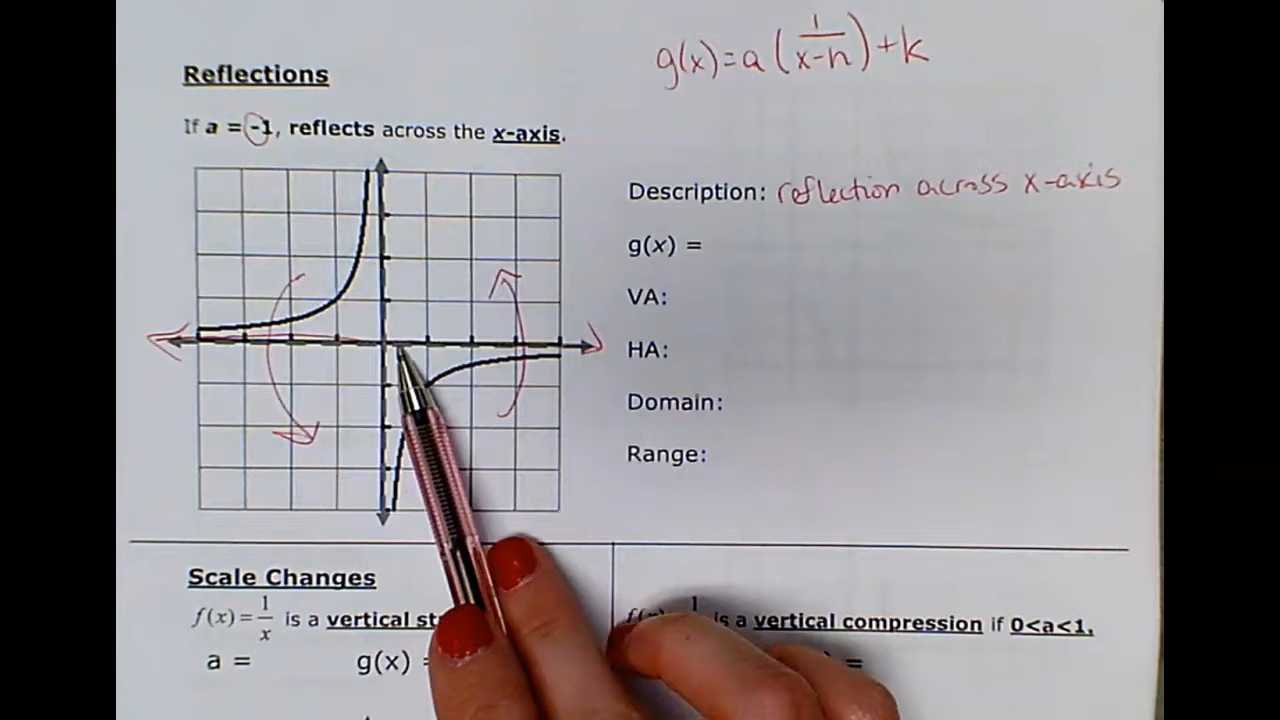 g(x)=a(1/x-h)+k
Reflections
If a = -1, reflects across the x-axis.
Description: reflection across x-axis
g(x) =
VA:
HA:
Domain:
Range:
Scale Changes
f(x)=1/x is a vertical
is a vertical compression if 0<a<1.
a = g(x)
=